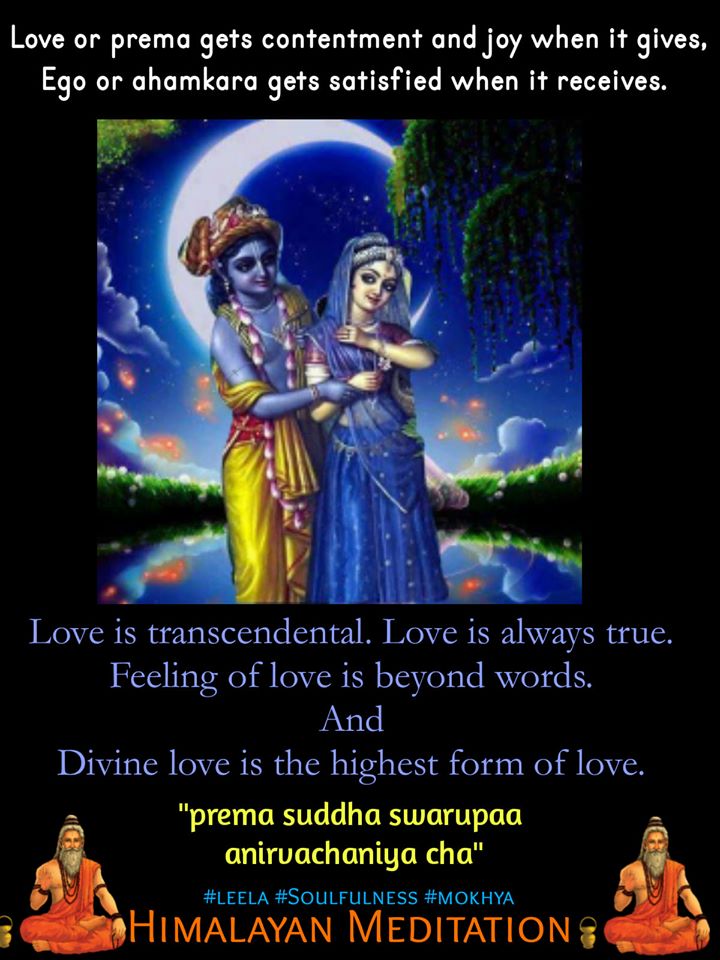 Love or prema gets contentment and joy when it gives,
Ego or ahamkara gets satisfied when it receives.
Love is transcendental. Love is always true.
Feeling of love is beyond words.
And
Divine love is the highest form of love.
"prema suddha swarupaa
anirvachaniya cha"
#LEELA #SOULFULNESS #MOKHYA
HIMALAYAN MEDITATION